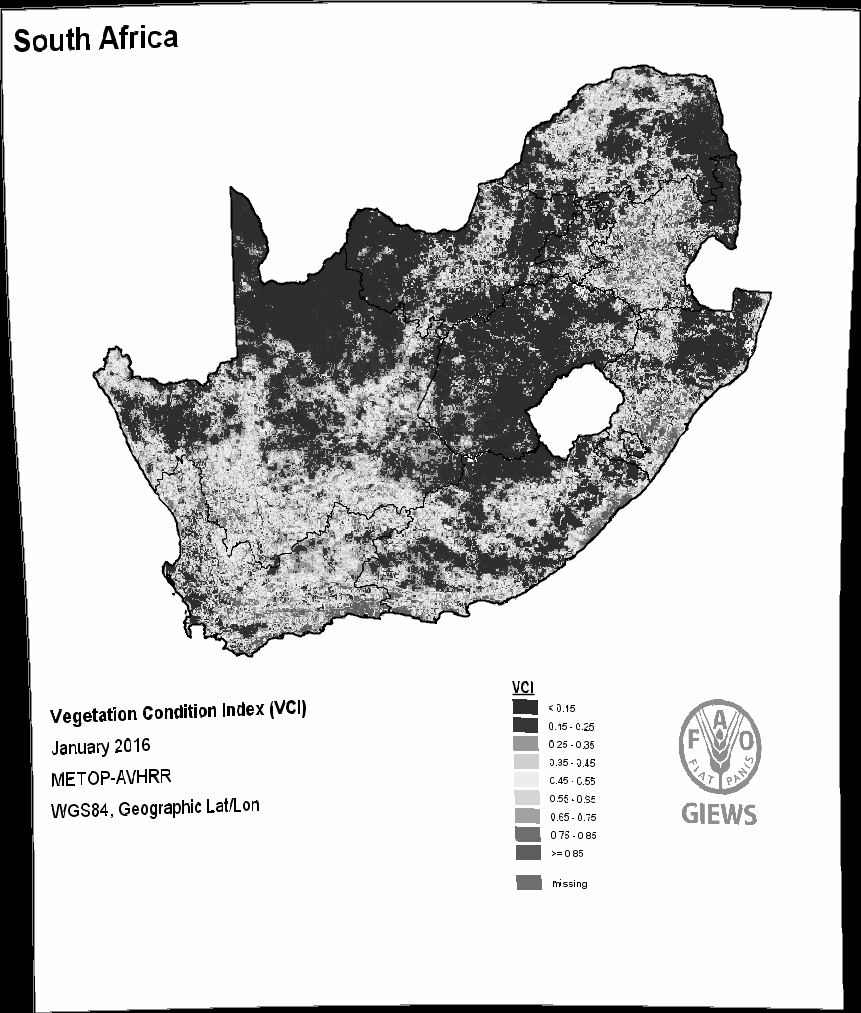 South Africa
Vegetation Condition Index (VCI)
January 2016
METOP-AVHRR
WGS84, Geographic Lat/Lon
VCI
< 0.15
0.15 - 0.25
0.25 - 0.35
0.35 - 0.45
0.45 - 0.55
0.55 - 0.65
0.65 - 0.75
0.75 - 0.85
>= 0.85
missing
FAO
FIAT PANIS
GIEWS